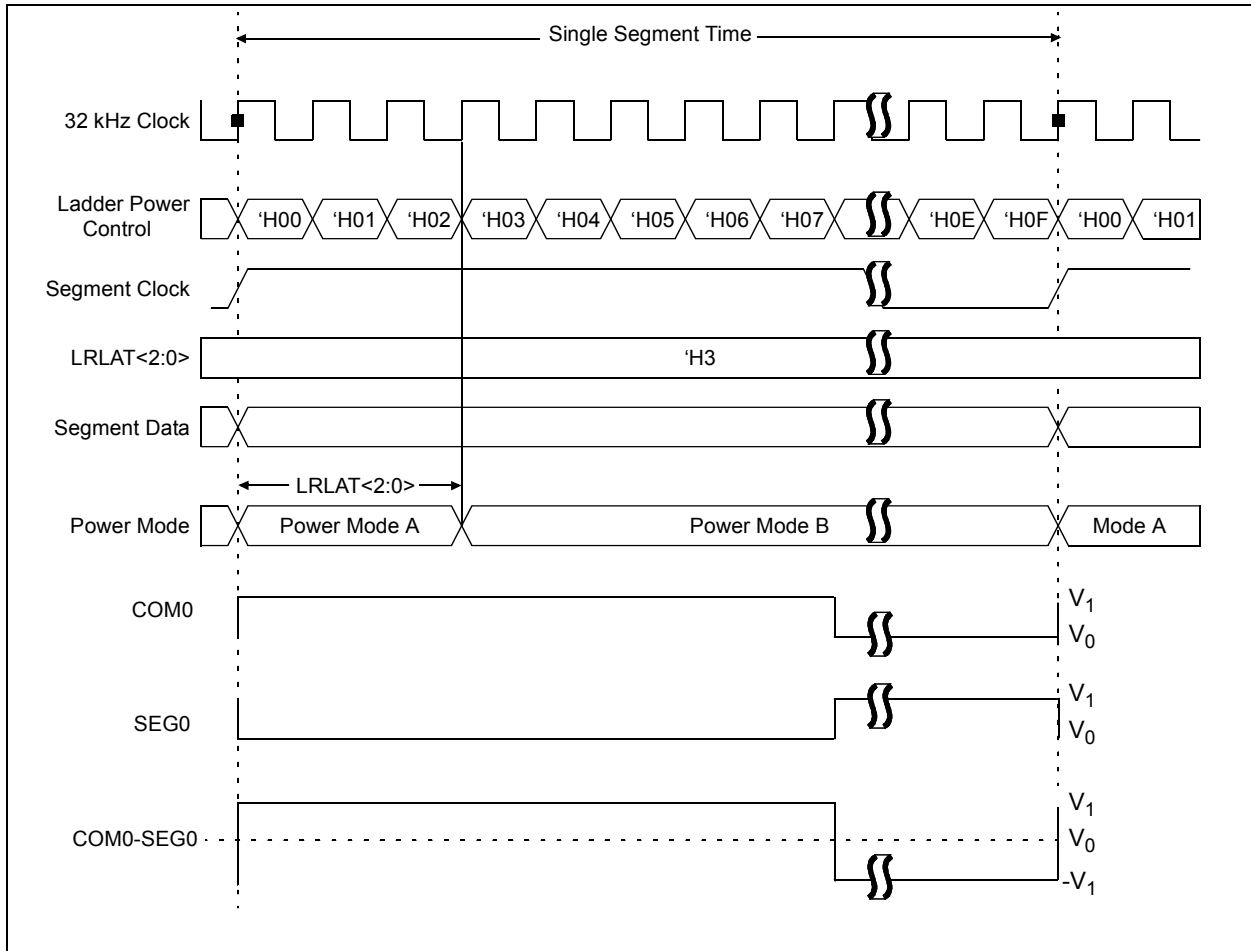 Single Segment Time
32 kHz Clock
Ladder Power
Control
‘H00 ‘H01 ‘H02 ‘H03 ‘H04 ‘H05 ‘H06 ‘H07 ‘H0E ‘H0F ‘H00 ‘H01
Segment Clock
LRLAT<2:0>
‘H3
Segment Data
LRLAT<2:0>
Power Mode
Power Mode A
Power Mode B
Mode A
COM0
V1
V0
SEG0
V1
V0
COM0-SEG0
V1
V0
-V1